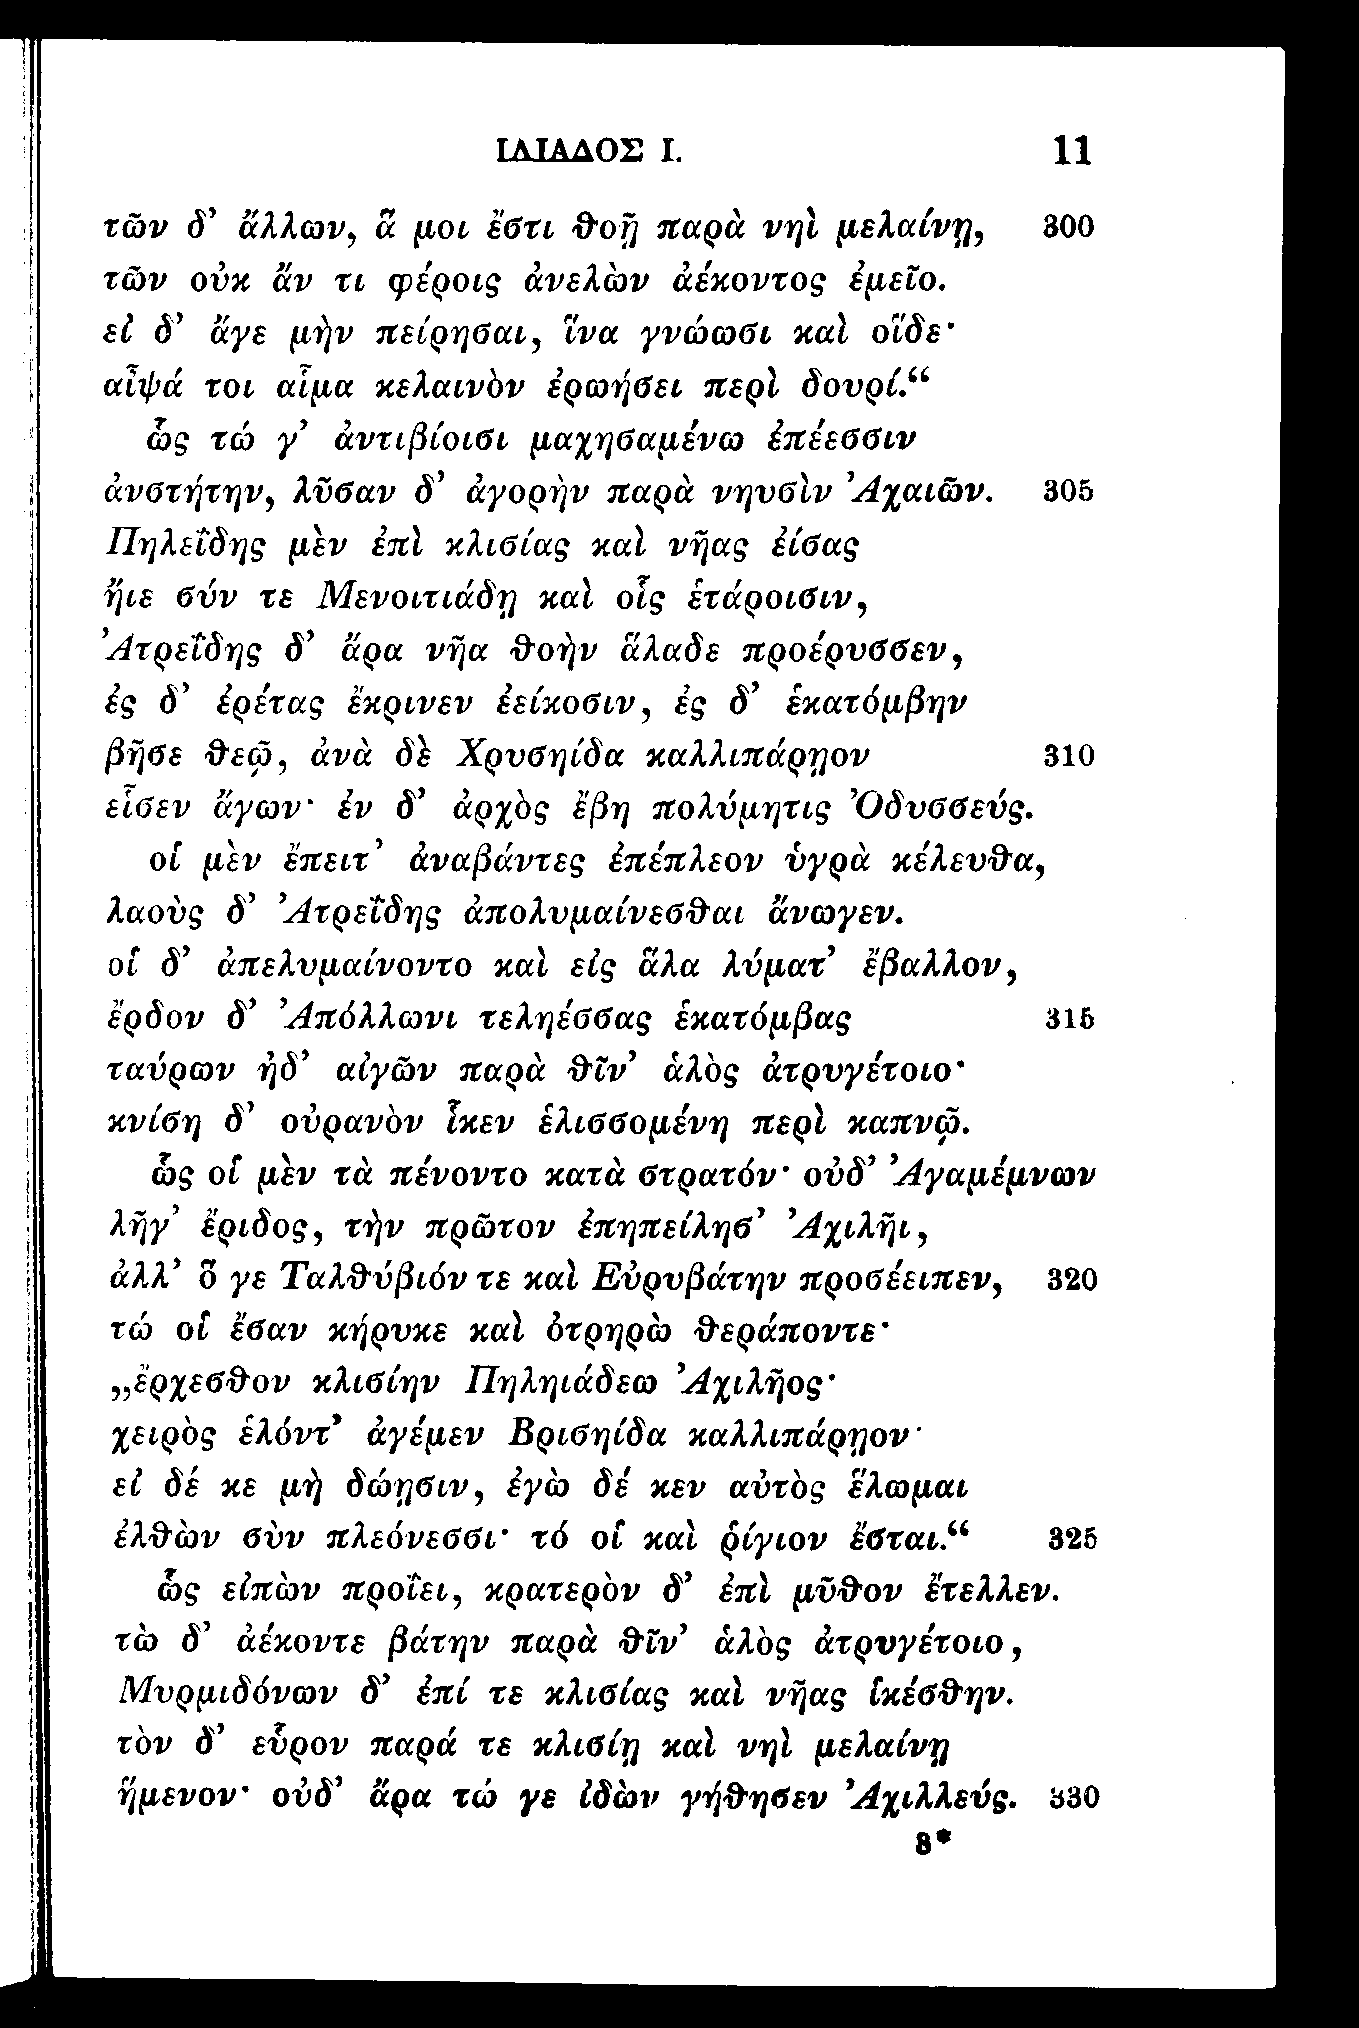 ΙΛΙΑΔΟΣ Ι. 11
τῶν δ’ ἄλλων, ἅ μοι ἔστι θοῇ παρὰ νηὶ μελαίνῃ, 300
τῶν οὐκ ἄν τι φέροις ἀνελὼν ἀέκοντος ἐμεῖο.
εἰ δ’ ἄγε μὴν πείρησαι, ἵνα γνώωσι καὶ οἵδε·
αἶψά τοι αἷμα κελαινὸν ἐρωήσει περὶ δουρί.“
ὣς τώ γ’ ἀντιβίοισι μαχησαμένω ἐπέεσσιν
ἀνστήτην, λῦσαν δ’ ἀγορὴν παρὰ νηυσὶν Ἀχαιῶν. 305
Πηλεΐδης μὲν ἐπὶ κλισίας καὶ νῆας ἐίσας
ἤιε σύν τε Μενοιτιάδῃ καὶ οἷς ἑτάροισιν,
Ἀτρεΐδης δ’ ἄρα νῆα θοὴν ἅλαδε προέρυσσεν,
ἐς δ’ ἐρέτας ἔκρινεν ἐείκοσιν, ἐς δ’ ἑκατόμβην
βῆσε θεῷ, ἀνὰ δὲ Χρυσηίδα καλλιπάρῃον 310
εἷσεν ἄγων· ἐν δ’ ἀρχὸς ἔβη πολύμητις Ὀδυσσεύς.
οἱ μὲν ἔπειτ’ ἀναβάντες ἐπέπλεον ὑγρὰ κέλευθα,
λαοὺς δ’ Ἀτρεΐδης ἀπολυμαίνεσθαι ἄνωγεν.
οἱ δ’ ἀπελυμαίνοντο καὶ εἰς ἅλα λύματ’ ἔβαλλον,
ἔρδον δ’ Ἀπόλλωνι τεληέσσας ἑκατόμβας 315
ταύρων ἠδ’ αἰγῶν παρὰ θῖν’ ἁλὸς ἀτρυγέτοιο·
κνίση δ’ οὐρανὸν ἷκεν ἑλισσομένη περὶ καπνῷ.
ὣς οἱ μὲν τὰ πένοντο κατὰ στρατόν· οὐδ’ Ἀγαμέμνων
λῆγ’ ἔριδος, τὴν πρῶτον ἐπηπείλησ’ Ἀχιλῆι,
ἀλλ’ ὅ γε Ταλθύβιόν τε καὶ Εὐρυβάτην προσέειπεν, 320
τώ οἱ ἔσαν κήρυκε καὶ ὀτρηρὼ θεράποντε·
„ἔρχεσθον κλισίην Πηληιάδεω Ἀχιλῆος·
χειρὸς ἑλόντ’ ἀγέμεν Βρισηίδα καλλιπάρῃον·
εἰ δέ κε μὴ δώῃσιν, ἐγὼ δέ κεν αὐτὸς ἕλωμαι
ἐλθὼν σὺν πλεόνεσσι· τό οἱ καὶ ῥίγιον ἔσται.“ 325
ὣς εἰπὼν προΐει, κρατερὸν δ’ ἐπὶ μῦθον ἔτελλεν.
τὼ δ’ ἀέκοντε βάτην παρὰ θῖν’ ἁλὸς ἀτρυγέτοιο,
Μυρμιδόνων δ’ ἐπί τε κλισίας καὶ νῆας ἱκέσθην.
τὸν δ’ εὗρον παρά τε κλισίῃ καὶ νηὶ μελαίνῃ
ἥμενον· οὐδ’ ἄρα τώ γε ἰδὼν γήθησεν Ἀχιλλεύς. 330
3*